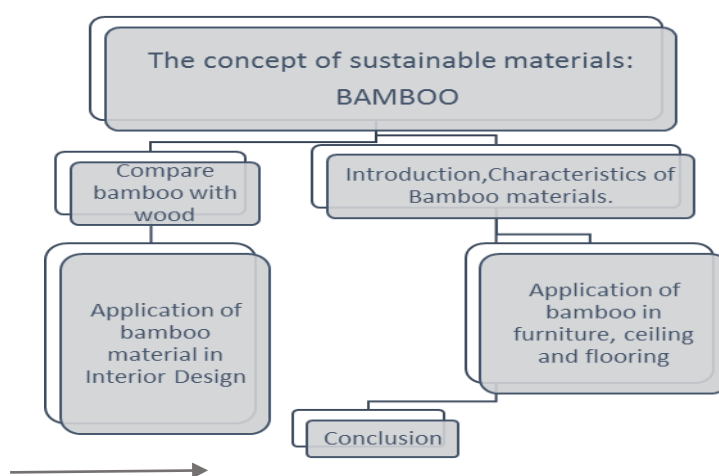 The concept of sustainable materials:
BAMBOO
Compare
bamboo with
wood
Introduction,Characteristics of
Bamboo materials.
Application of
bamboo
material in
Interior Design
Application of
bamboo in
furniture, ceiling
and flooring
Conclusion